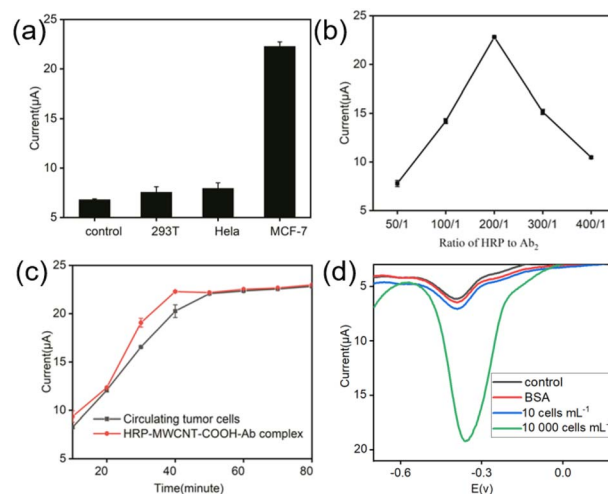 (a)
Current(μA)
25
20
15
10
5
control 293T Hela MCF-7
(b)
Current(μA)
25
20
15
10
50/1 100/1 200/1 300/1 400/1
Ratio of HRP to Ab₂
(c)
Current(μA)
25
20
15
10
5
Circulating tumor cells
HRP-MWCNT-COOH-Ab complex
20 40 60 80
Time(minute)
(d)
Current(μA)
5
10
15
20
control
BSA
10 cells mL⁻¹
10 000 cells mL⁻
-0.6 -0.3 0.0
E(v)